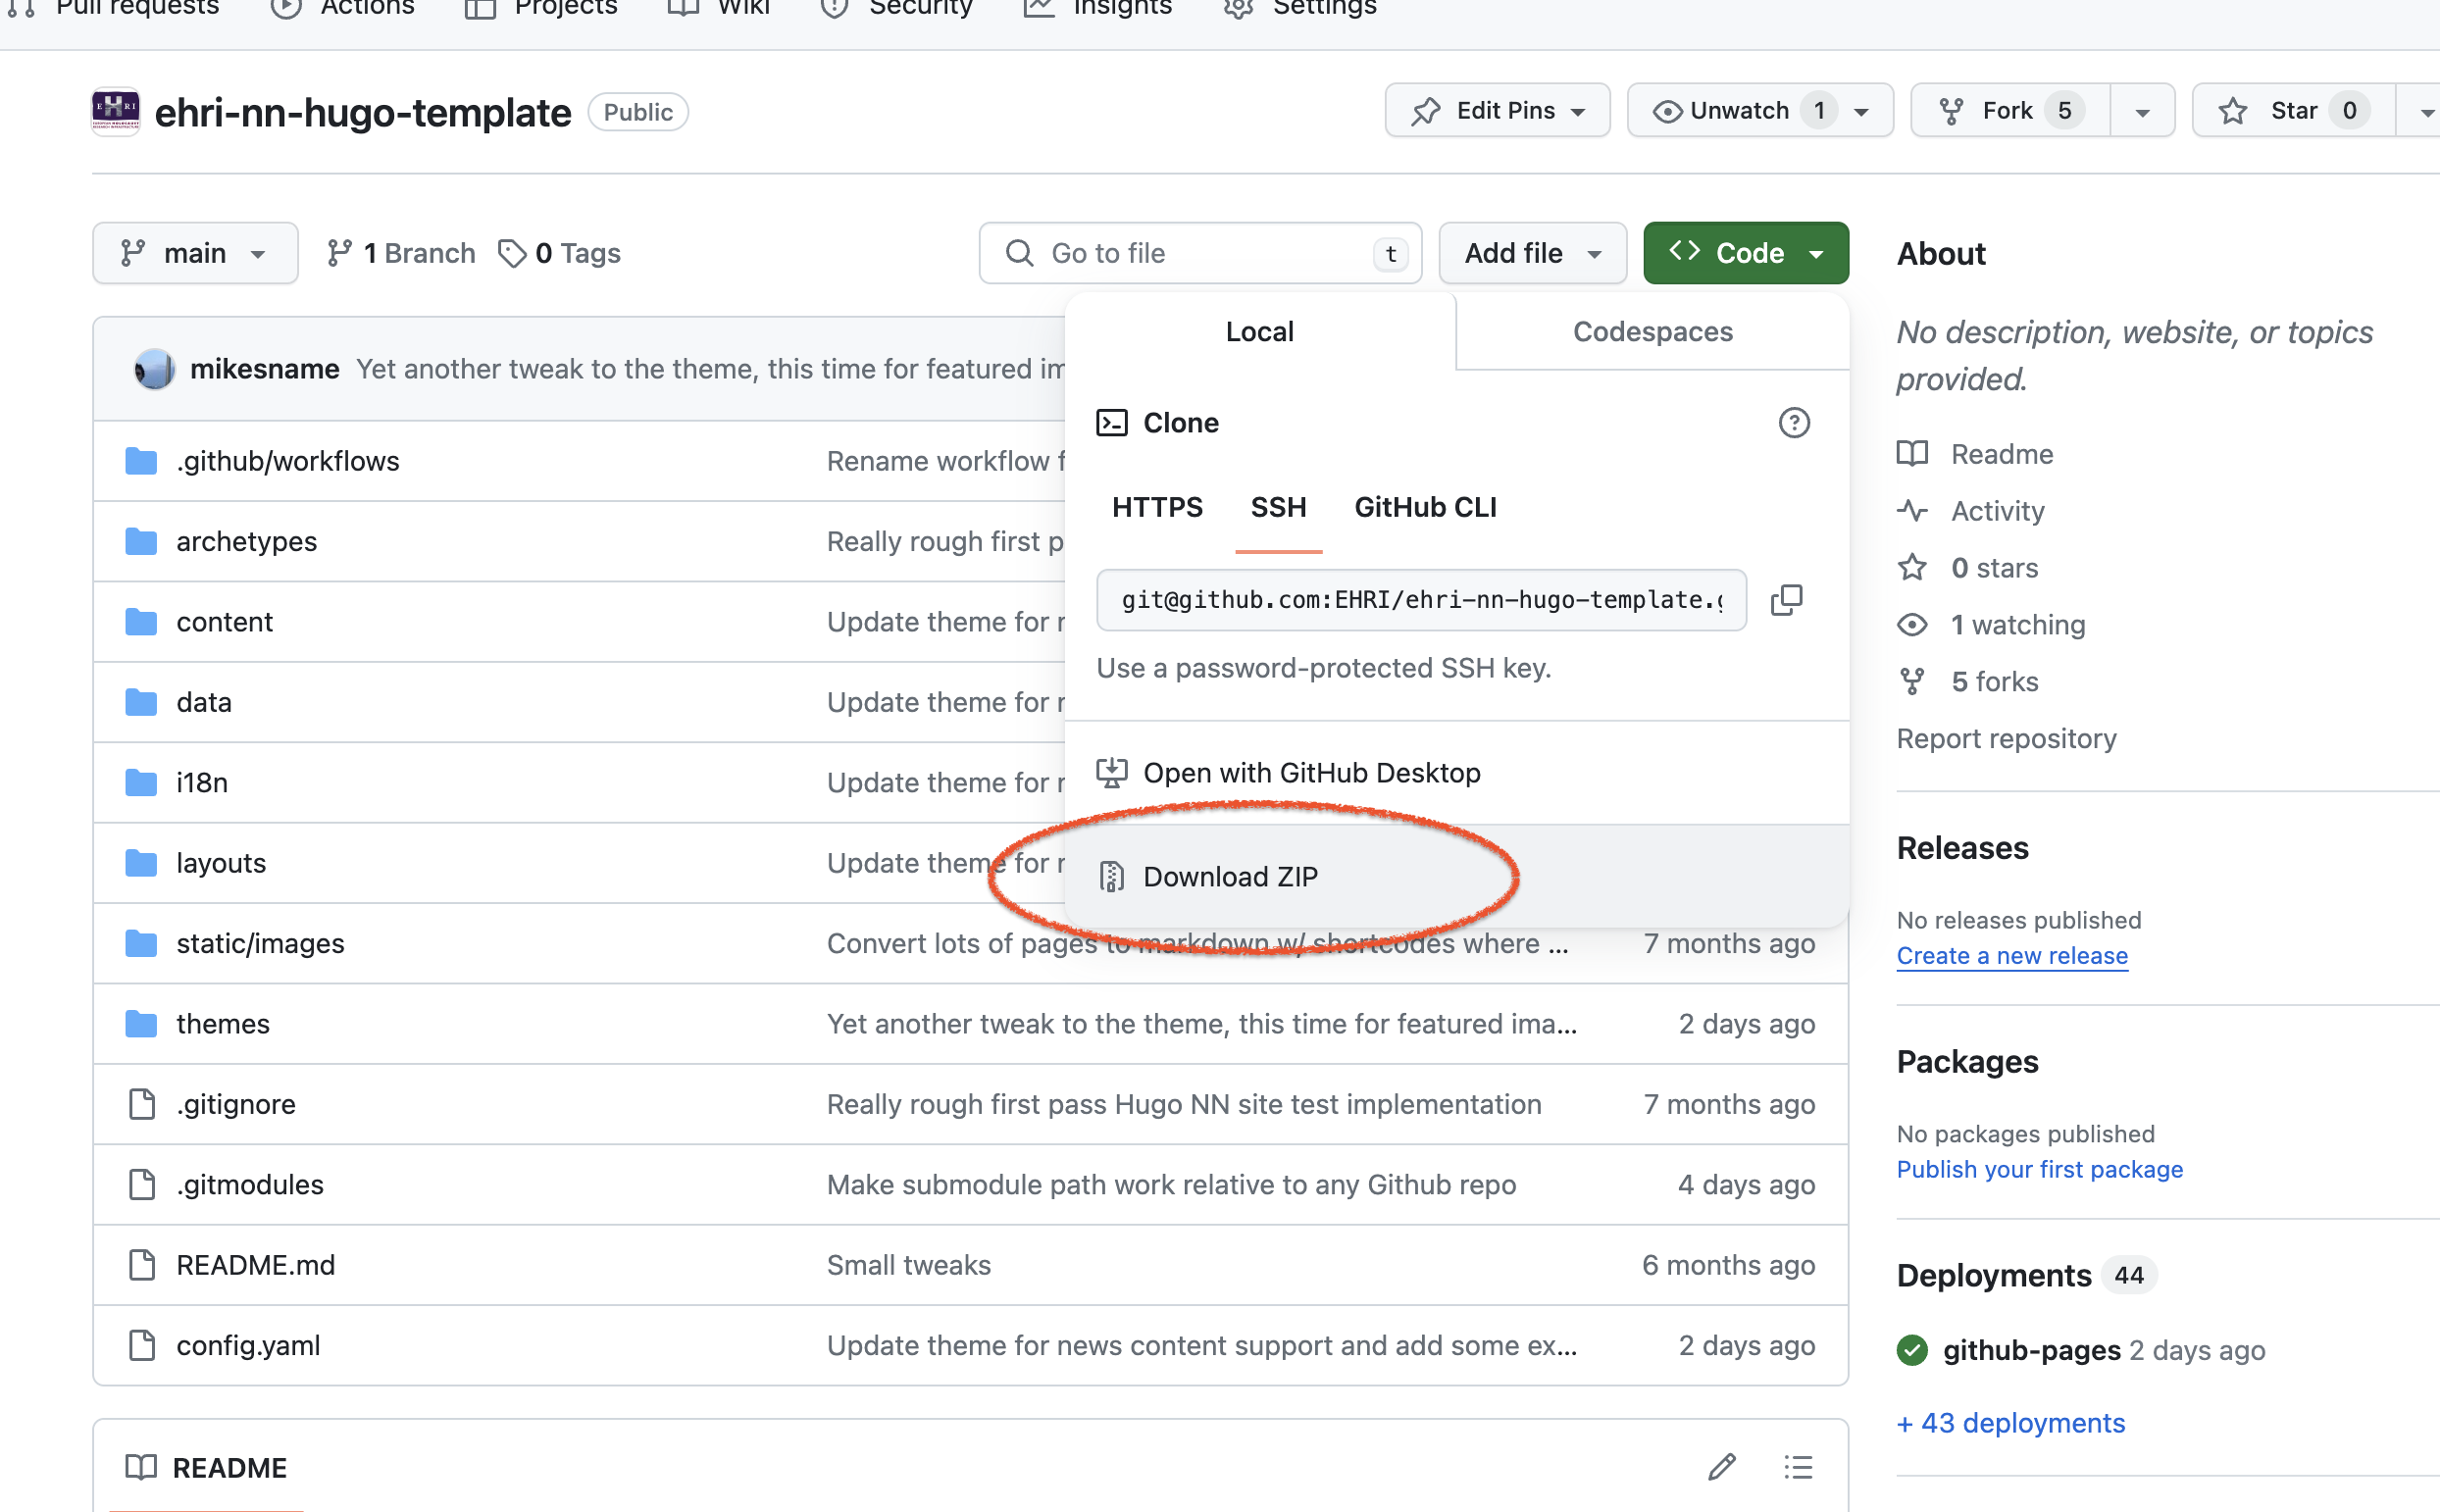 Pull requests Actions Projects Wiki Security Insights Settings
EHRI
ehri-nn-hugo-template Public
Edit Pins Unwatch 1 Fork 5 Star 0
main 1 Branch 0 Tags
Go to file t Add file <> Code
Local Codespaces
Clone
HTTPS SSH GitHub CLI
git@github.com:EHRI/ehri-nn-hugo-template.g
Use a password-protected SSH key.
Open with GitHub Desktop
Download ZIP
mikesname Yet another tweak to the theme, this time for featured im
.github/workflows Rename workflow f
archetypes Really rough first p
content Update theme for r
data Update theme for r
i18n Update theme for r
layouts Update theme for r
static/images Convert lots of pages to markdown w/ shortcodes where ... 7 months ago
themes Yet another tweak to the theme, this time for featured ima... 2 days ago
.gitignore Really rough first pass Hugo NN site test implementation 7 months ago
.gitmodules Make submodule path work relative to any Github repo 4 days ago
README.md Small tweaks 6 months ago
config.yaml Update theme for news content support and add some ex... 2 days ago
README
About
No description, website, or topics
provided.
Readme
Activity
0 stars
1 watching
5 forks
Report repository
Releases
No releases published
Create a new release
Packages
No packages published
Publish your first package
Deployments 44
github-pages 2 days ago
+ 43 deployments